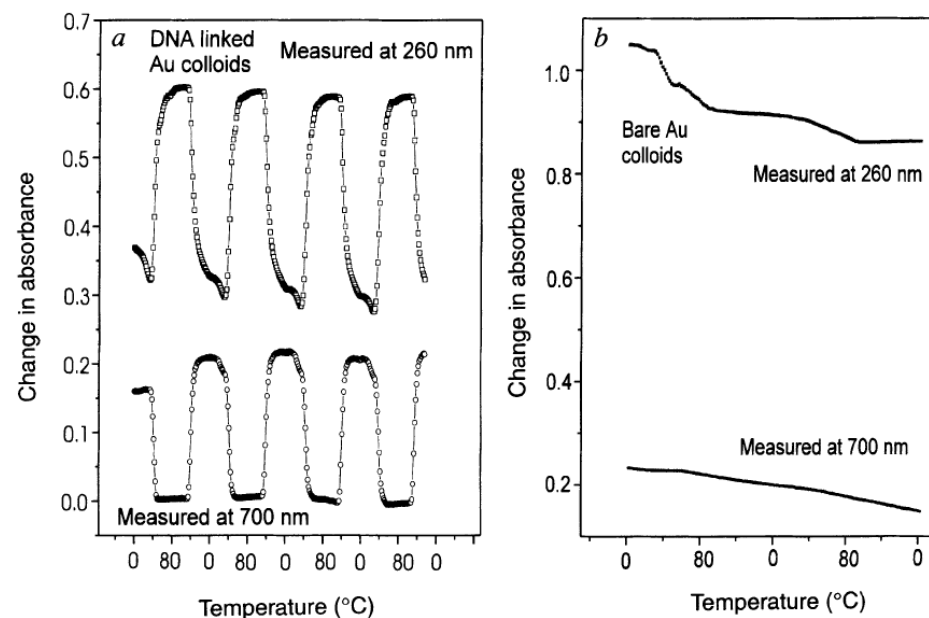 a
DNA linked
Au colloids
Measured at 260 nm
Change in absorbance
0.7
0.6
0.5
0.4
0.3
0.2
0.1
0.0
Measured at 700 nm
0 80 0 80 0 80 0 80 0
Temperature (°C)
b
Bare Au
colloids
Measured at 260 nm
Change in absorbance
1.0
0.8
0.6
0.4
0.2
Measured at 700 nm
0 80 0 80 0
Temperature (°C)